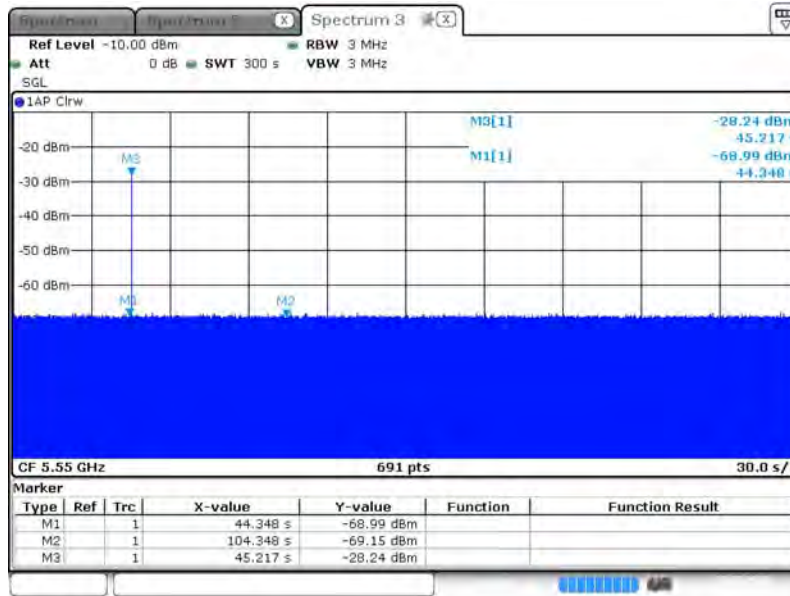 Spectrum Spectrum 2 X Spectrum 3 X
Ref Level -10.00 dBm RBW 3 MHz
Att 0 dB SWT 300 s VBW 3 MHz
SGL
1AP Clrw
M3[1] -28.24 dBm
45.217 s
-20 dBm M1[1] -68.99 dBm
M3 44.348 s
-30 dBm
-40 dBm
-50 dBm
-60 dBm
M1 M2
CF 5.55 GHz 691 pts 30.0 s/
Marker
Type Ref Trc X-value Y-value Function Function Result
M1 1 44.348 s -68.99 dBm
M2 1 104.348 s -69.15 dBm
M3 1 45.217 s -28.24 dBm